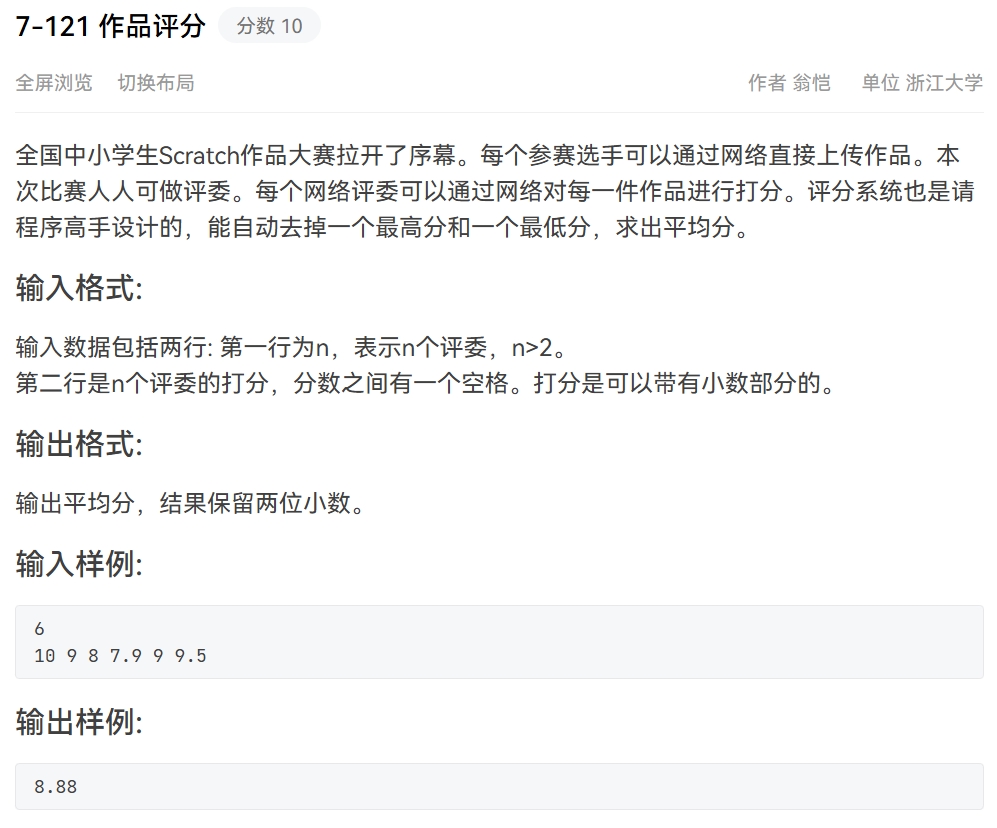 7-121 作品评分 分数 10
全屏浏览 切换布局 作者 翁恺 单位 浙江大学
全国中小学生Scratch作品大赛拉开了序幕。每个参赛选手可以通过网络直接上传作品。本
次比赛人人可做评委。每个网络评委可以通过网络对每一件作品进行打分。评分系统也是请
程序高手设计的，能自动去掉一个最高分和一个最低分，求出平均分。
输入格式:
输入数据包括两行: 第一行为n，表示n个评委，n>2。
第二行是n个评委的打分，分数之间有一个空格。打分是可以带有小数部分的。
输出格式:
输出平均分，结果保留两位小数。
输入样例:
6
10 9 8 7.9 9 9.5
输出样例:
8.88